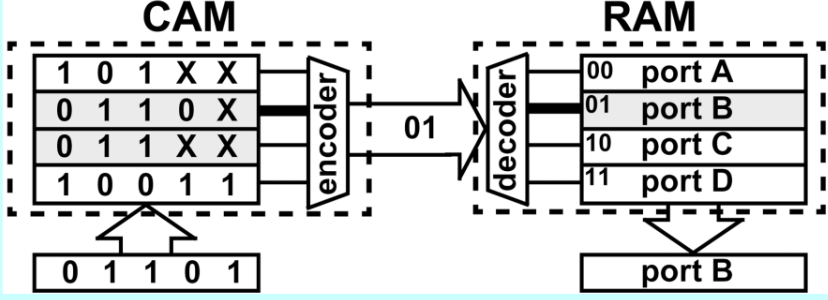 CAM
RAM
1 0 1 X X
0 1 1 0 X
0 1 1 X X
1 0 0 1 1
encoder
01
decoder
00 port A
01 port B
10 port C
11 port D
0 1 1 0 1
port B